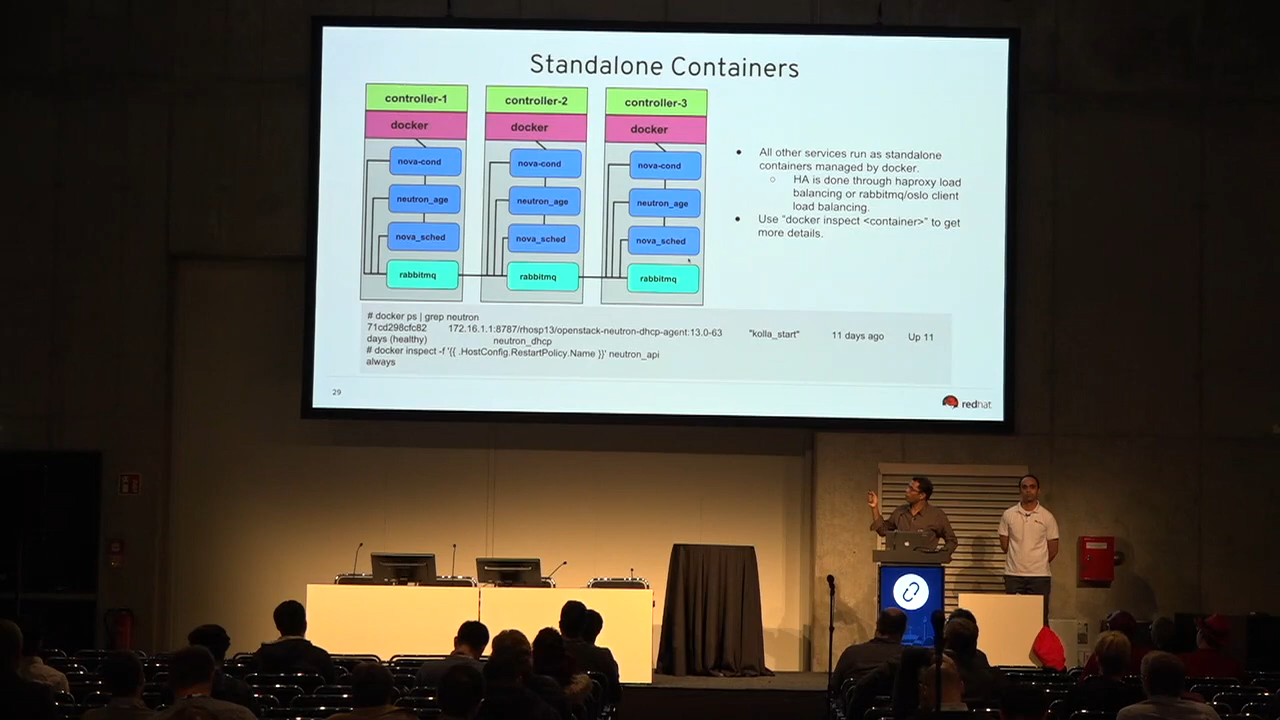 Standalone Containers
controller-1
docker
nova-cond
neutron_age
nova_sched
rabbitmq
controller-2
docker
nova-cond
neutron_age
nova_sched
rabbitmq
controller-3
docker
nova-cond
neutron_age
nova_sched
rabbitmq
All other services run as standalone
containers managed by docker.
HA is done through haproxy load
balancing or rabbitmq/oslo client
load balancing.
Use "docker inspect <container>" to get
more details.
# docker ps | grep neutron
71cd298cfc82 172.16.1.1:8787/rhosp13/openstack-neutron-dhcp-agent:13.0-63 "kolla_start" 11 days ago Up 11
days (healthy) neutron_dhcp
# docker inspect -f '{{ .HostConfig.RestartPolicy.Name }}' neutron_api
always
29
redhat